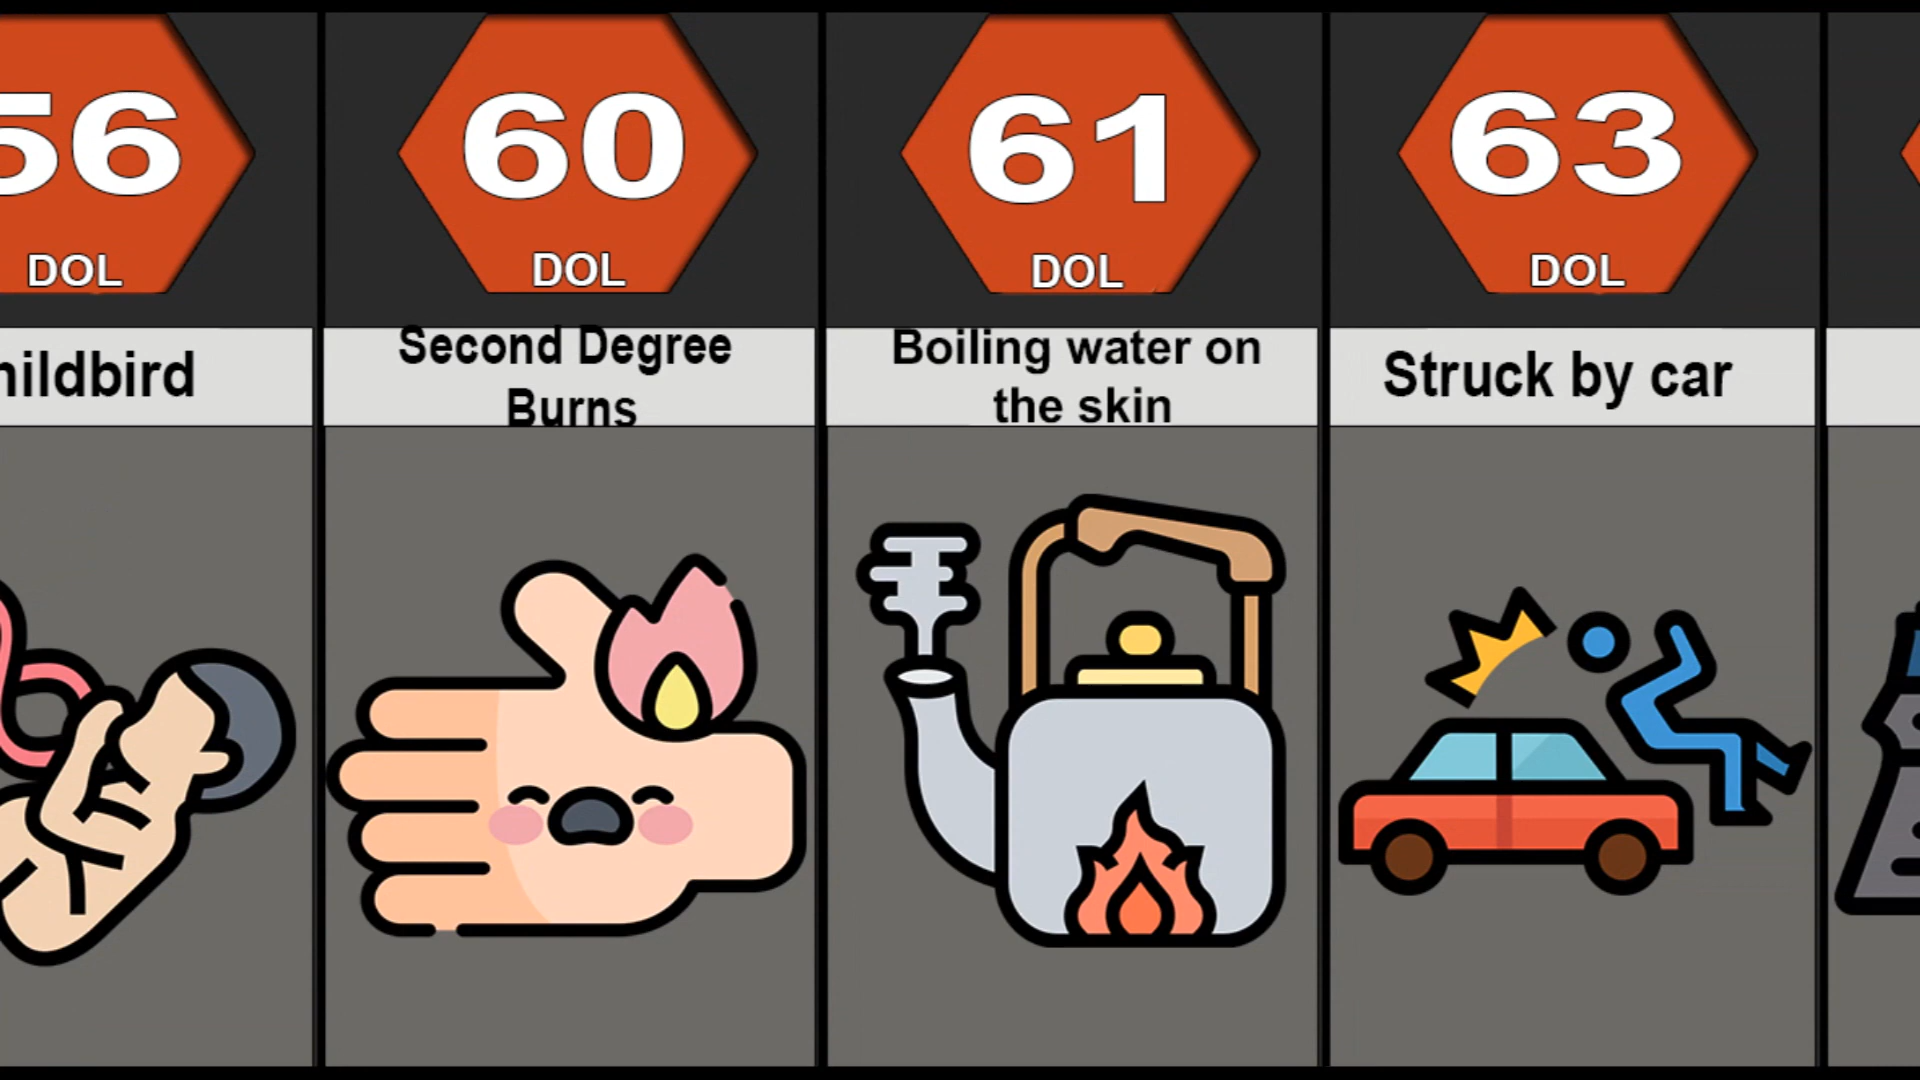 56
DOL
hildbird
60
DOL
Second Degree
Burns
61
DOL
Boiling water on
the skin
63
DOL
Struck by car